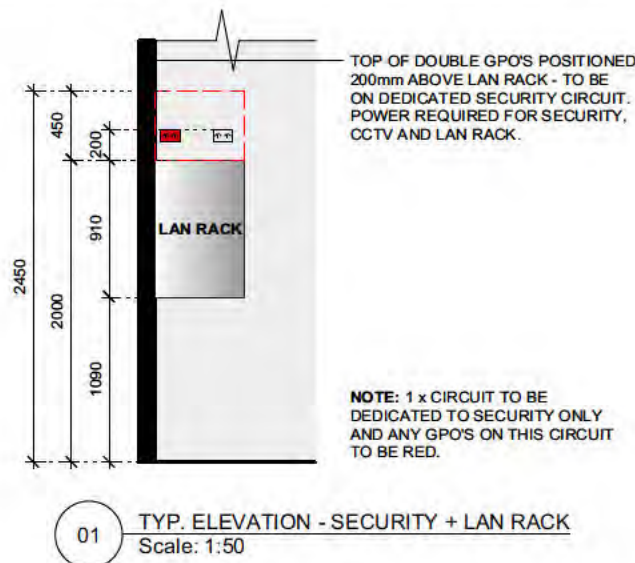 TOP OF DOUBLE GPO'S POSITIONED
200mm ABOVE LAN RACK - TO BE
ON DEDICATED SECURITY CIRCUIT.
POWER REQUIRED FOR SECURITY,
CCTV AND LAN RACK.
450
200
LAN RACK
910
2450
2000
1090
NOTE: 1 x CIRCUIT TO BE
DEDICATED TO SECURITY ONLY
AND ANY GPO'S ON THIS CIRCUIT
TO BE RED.
01
TYP. ELEVATION - SECURITY + LAN RACK
Scale: 1:50